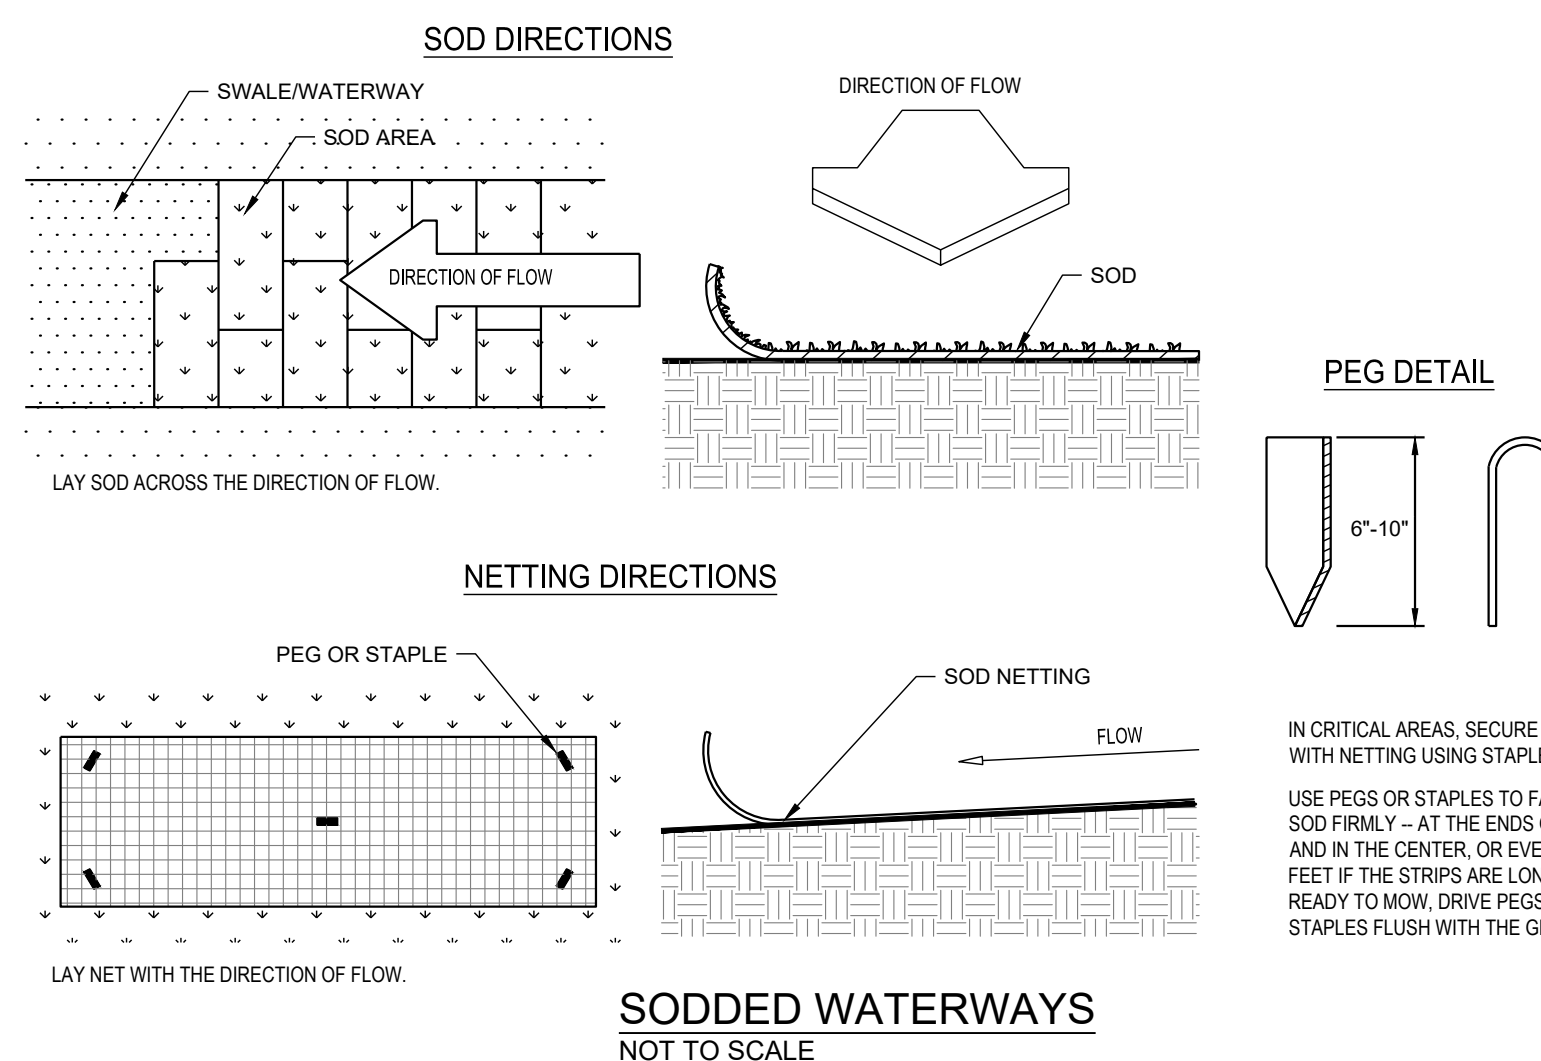 SOD DIRECTIONS
SWALE/WATERWAY
SOD AREA
DIRECTION OF FLOW
LAY SOD ACROSS THE DIRECTION OF FLOW.
DIRECTION OF FLOW
SOD
PEG DETAIL
6"-10"
NETTING DIRECTIONS
PEG OR STAPLE
LAY NET WITH THE DIRECTION OF FLOW.
SOD NETTING
FLOW
IN CRITICAL AREAS, SECURE
WITH NETTING USING
USE PEGS OR STAPLES TO
SOD FIRMLY -- AT THE ENDS
AND IN THE CENTER, OR
FEET IF THE STRIPS ARE
READY TO MOW, DRIVE PEGS
STAPLES FLUSH WITH THE
SODDED WATERWAYS
NOT TO SCALE